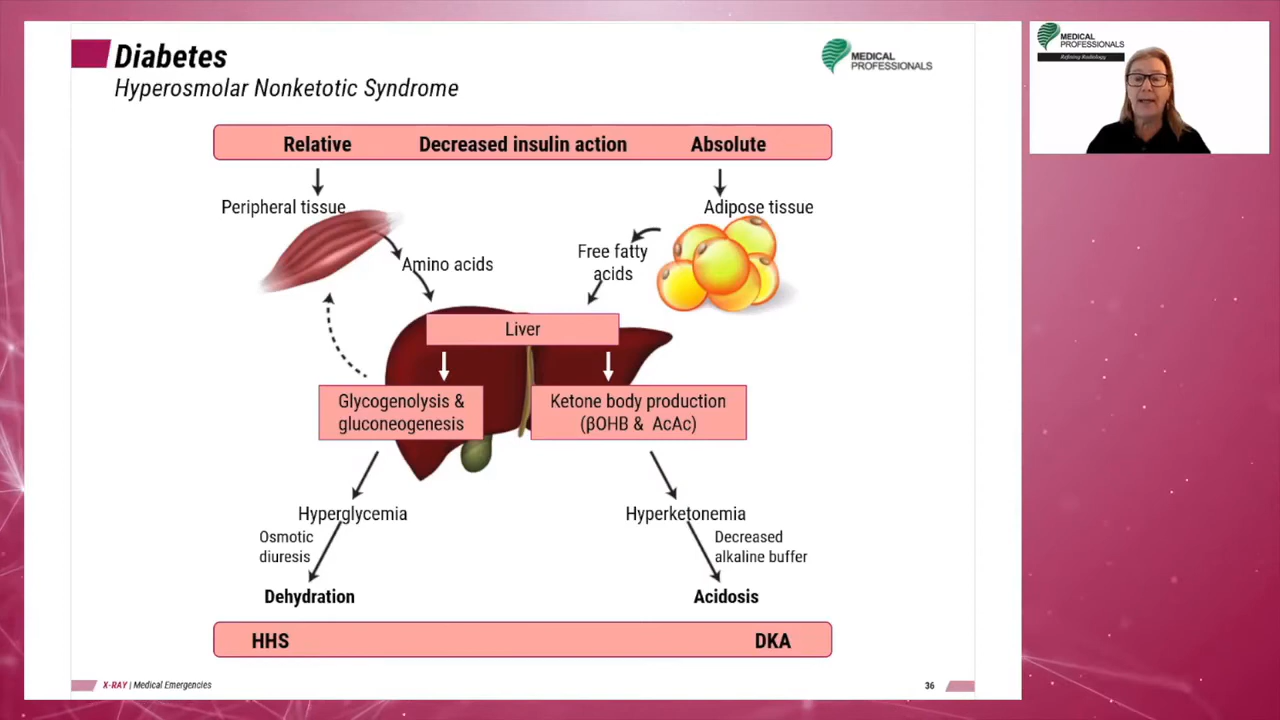 Diabetes
Hyperosmolar Nonketotic Syndrome
MEDICAL
PROFESSIONALS
MEDICAL
PROFESSIONALS
Refining Radiology
Relative Decreased insulin action Absolute
Peripheral tissue
Adipose tissue
Amino acids
Free fatty
acids
Liver
Glycogenolysis &
gluconeogenesis
Ketone body production
(βOHB & AcAc)
Hyperglycemia
Hyperketonemia
Osmotic
diuresis
Decreased
alkaline buffer
Dehydration
Acidosis
HHS DKA
X-RAY | Medical Emergencies
36